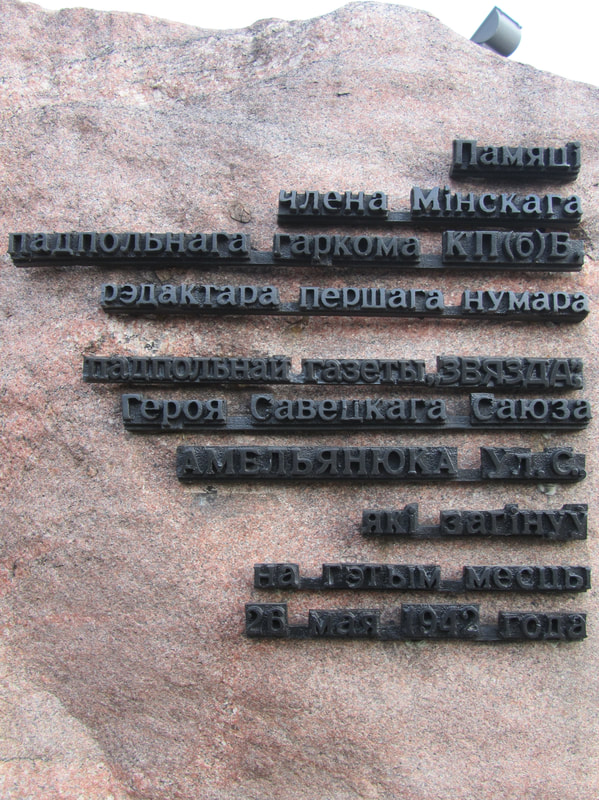 Памяці
члена Мінскага
падпольнага гаркома КП(б)Б,
рэдактара першага нумара
падпольнай газеты „ЗВЯЗДА”
Героя Савецкага Саюза
АМЕЛЬЯНЮКА Ул.С.
які загінуў
на гэтым месцы
26 мая 1942 года